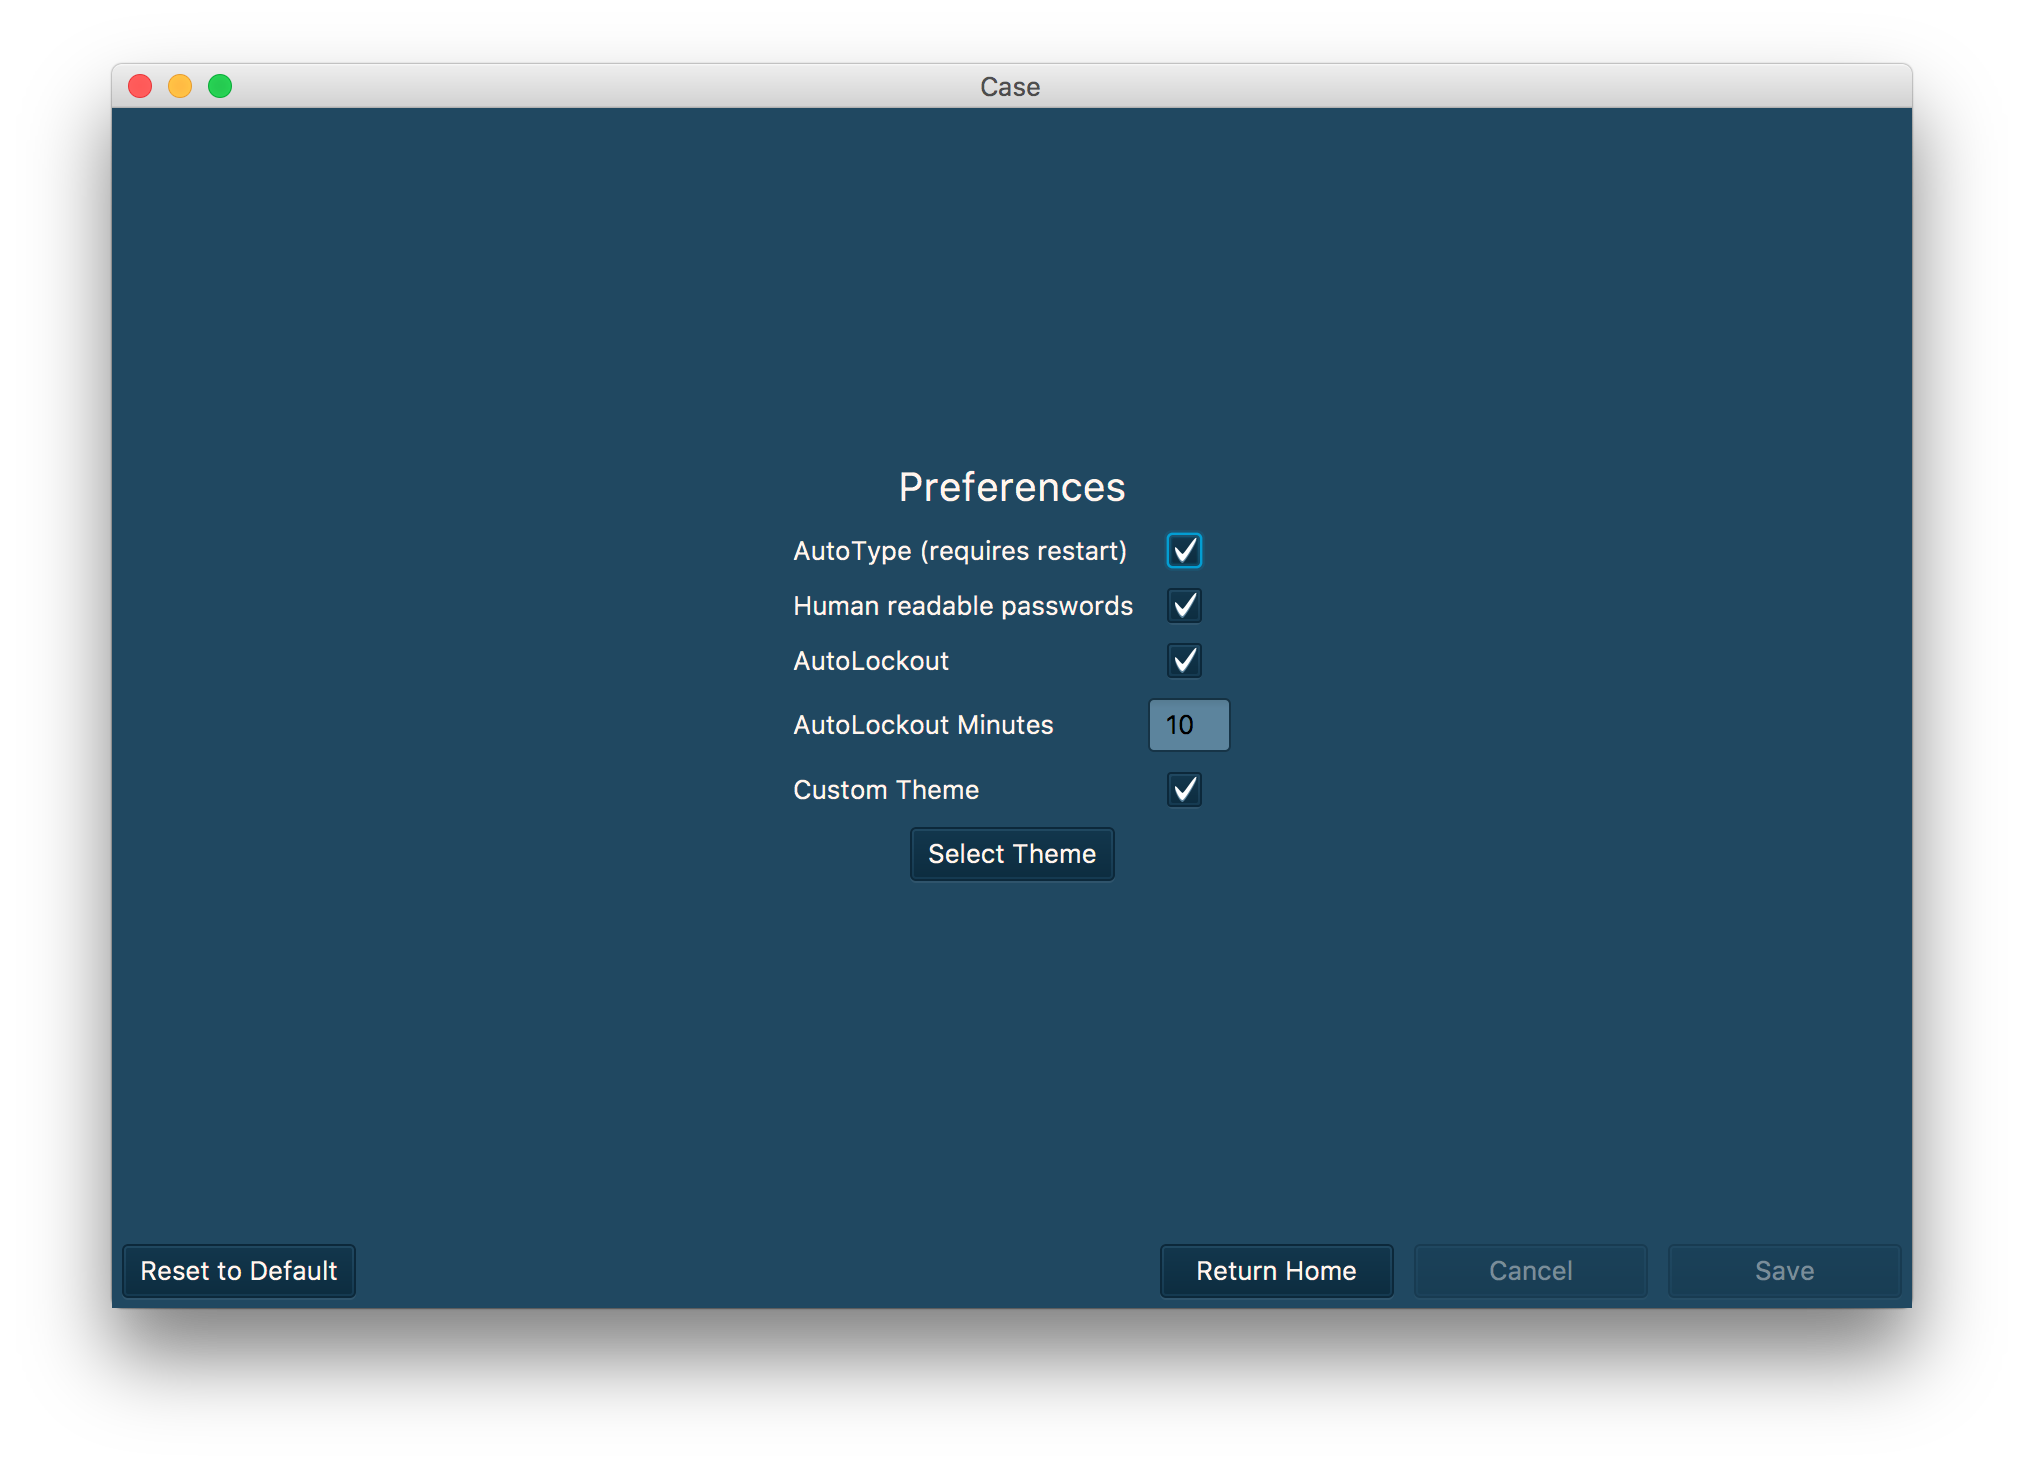 Case
Preferences
AutoType (requires restart)
Human readable passwords
AutoLockout
AutoLockout Minutes 10
Custom Theme
Select Theme
Reset to Default Return Home Cancel Save